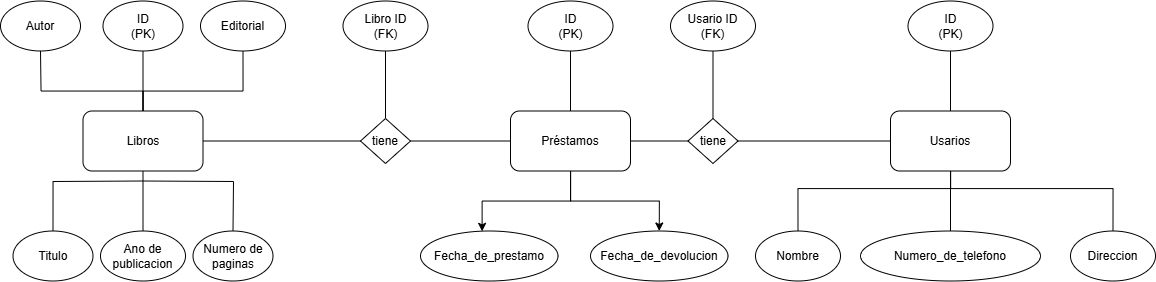 Autor
ID
(PK)
Editorial
Libro ID
(FK)
ID
(PK)
Usario ID
(FK)
ID
(PK)
Libros
tiene
Préstamos
tiene
Usarios
Titulo
Ano de
publicacion
Numero de
paginas
Fecha_de_prestamo
Fecha_de_devolucion
Nombre
Numero_de_telefono
Direccion